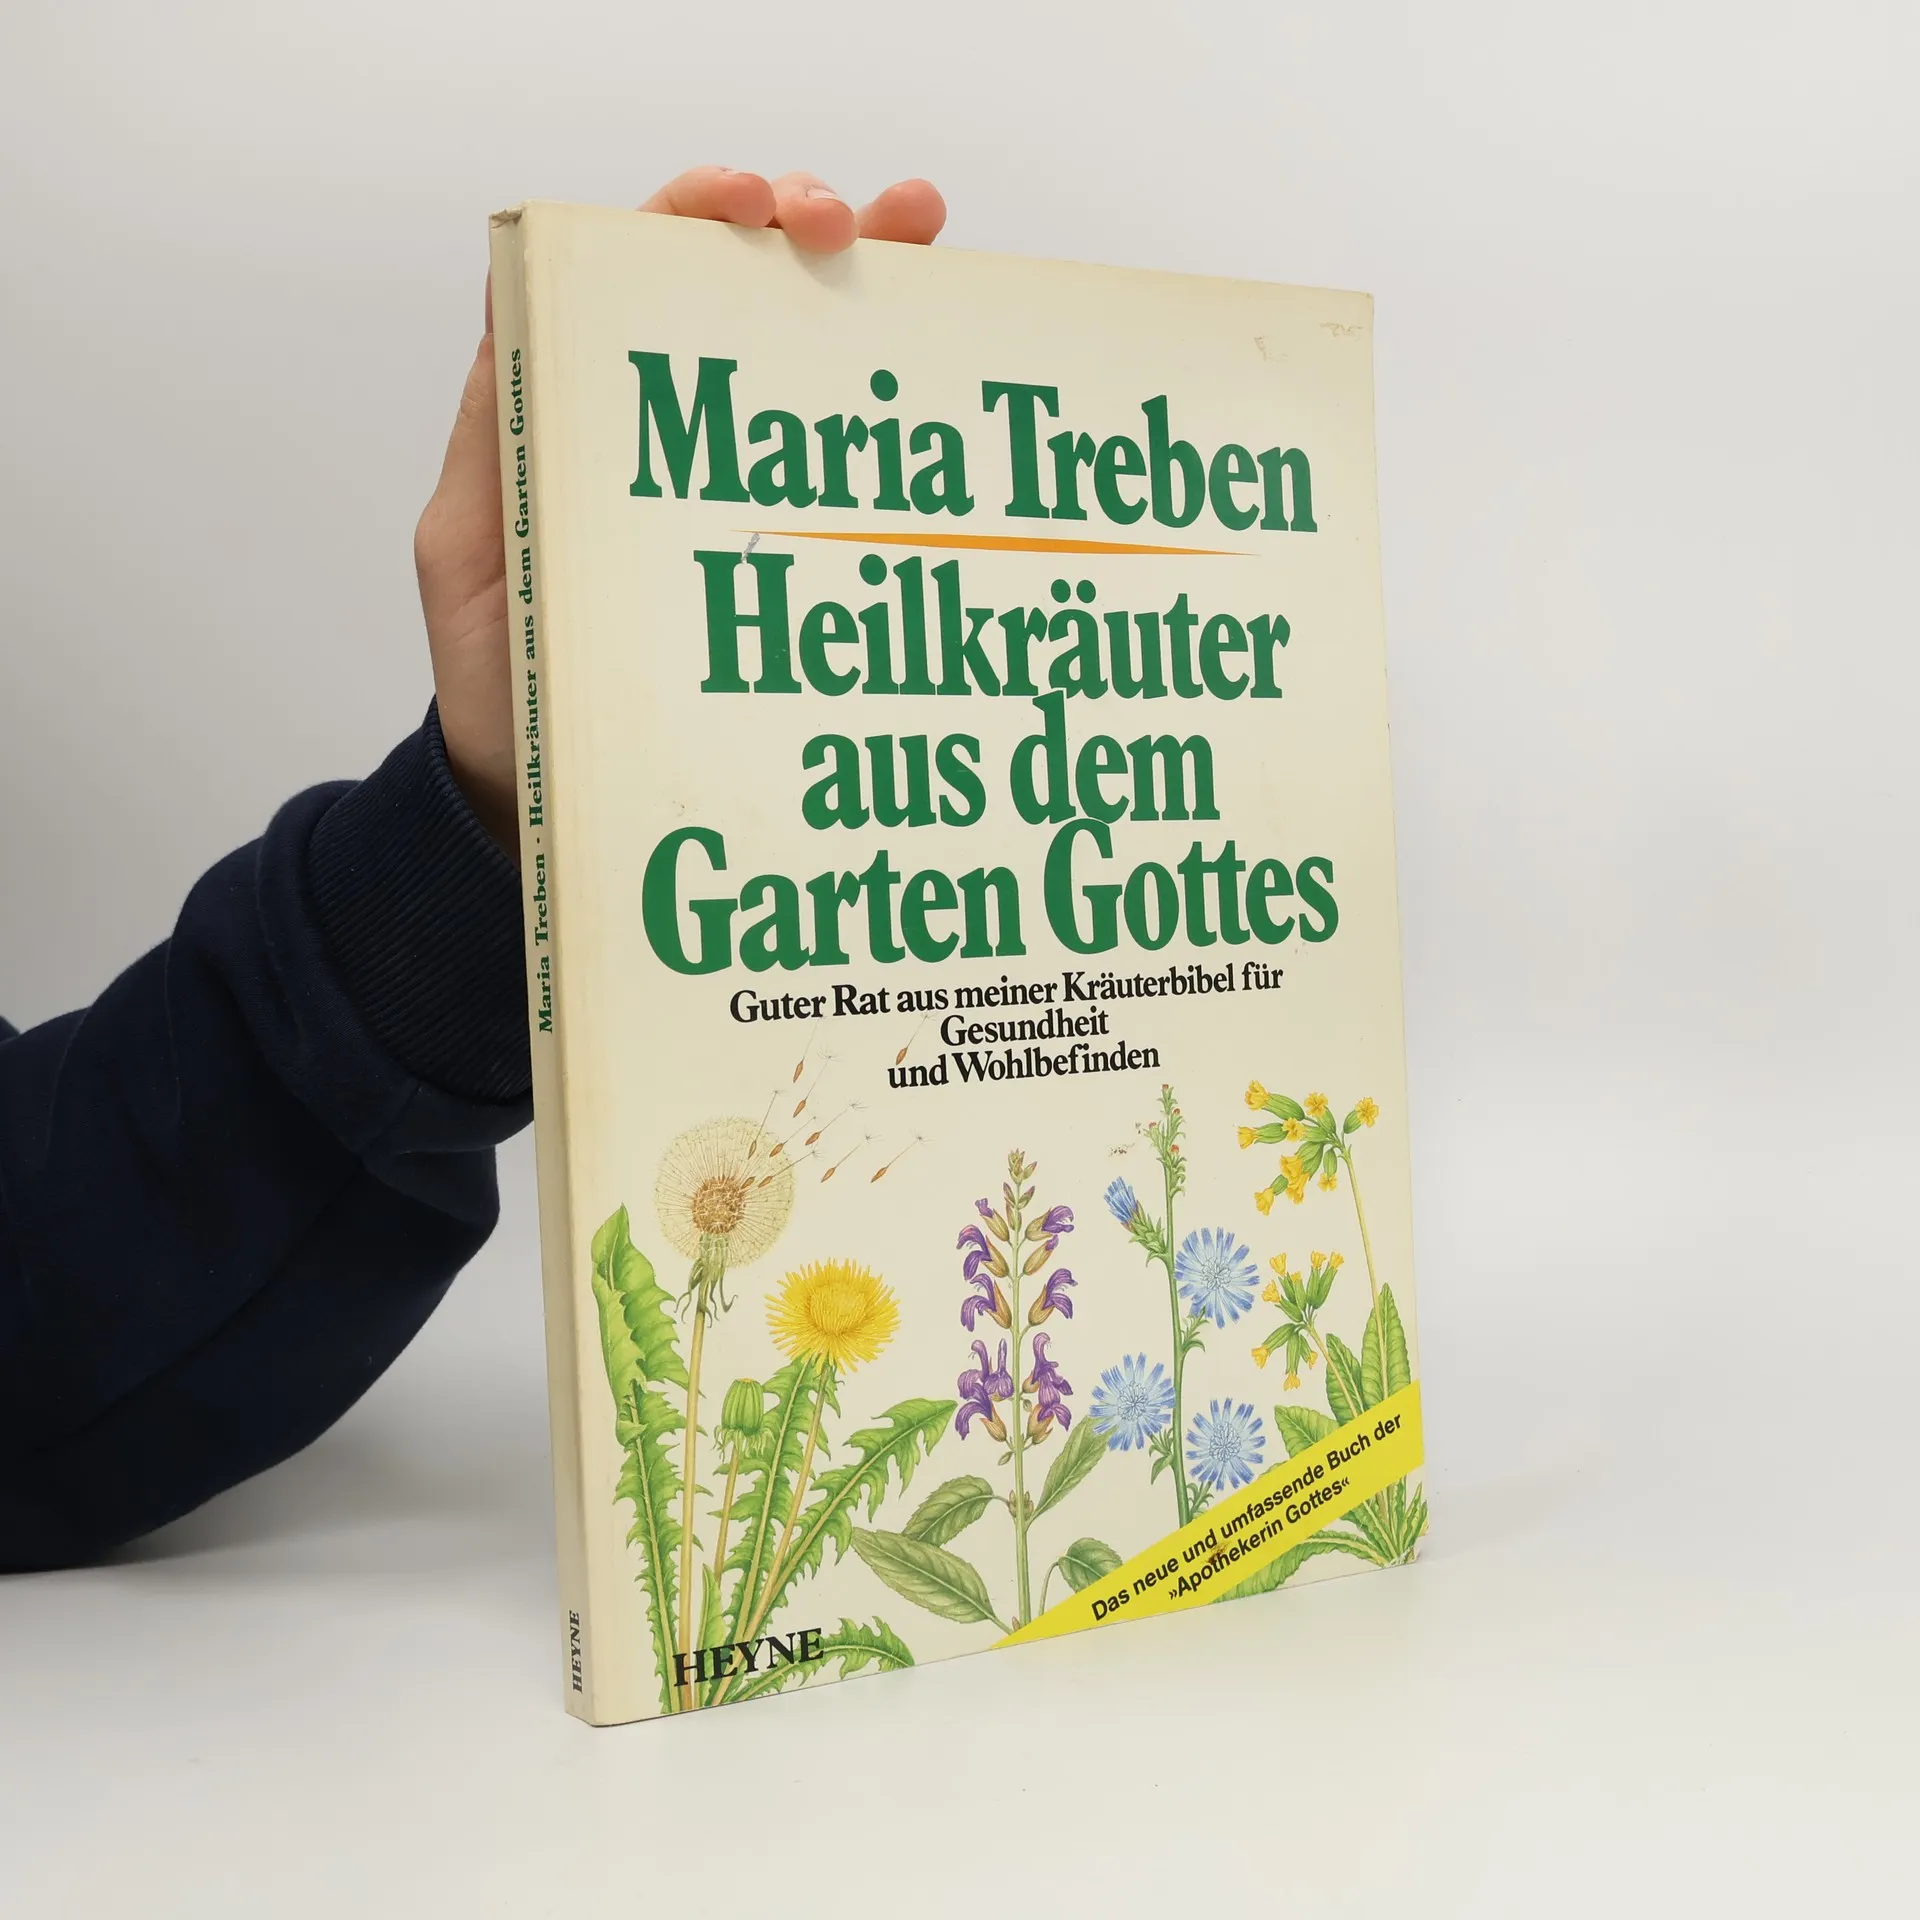 Maria Treben
Heilkräuter
aus dem
Garten Gottes
Guter Rat aus meiner Kräuterbibel für
Gesundheit
und Wohlbefinden
Das neue und umfassende Buch der
»Apothekerin Gottes«
HEYNE
Maria Treben · Heilkräuter aus dem Garten Gottes
HEYNE